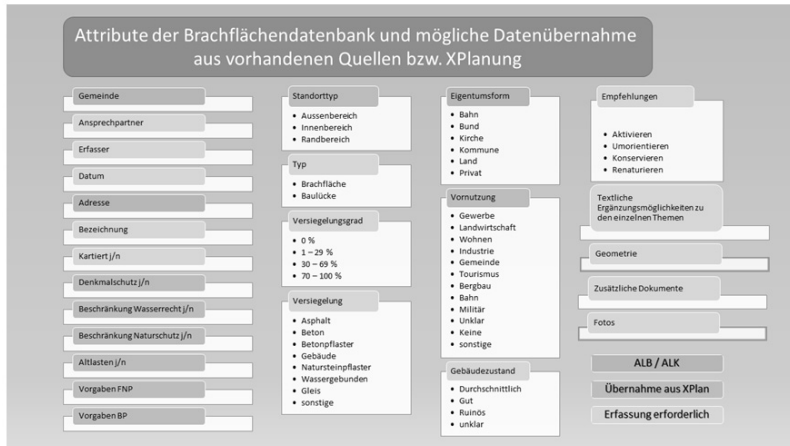 Attribute der Brachflächendatenbank und mögliche Datenübernahme
aus vorhandenen Quellen bzw. XPlanung
Gemeinde
Ansprechpartner
Erfasser
Datum
Adresse
Bezeichnung
Kartiert j/n
Denkmalschutz j/n
Beschränkung Wasserrecht j/n
Beschränkung Naturschutz j/n
Altlasten j/n
Vorgaben FNP
Vorgaben BP
Standorttyp
• Aussenbereich
• Innenbereich
• Randbereich
Typ
• Brachfläche
• Baulücke
Versiegelungsgrad
• 0 %
• 1 – 29 %
• 30 – 69 %
• 70 – 100 %
Versiegelung
• Asphalt
• Beton
• Betonpflaster
• Gebäude
• Natursteinpflaster
• Wassergebunden
• Gleis
• sonstige
Eigentumsform
• Bahn
• Bund
• Kirche
• Kommune
• Land
• Privat
Vornutzung
• Gewerbe
• Landwirtschaft
• Wohnen
• Industrie
• Gemeinde
• Tourismus
• Bergbau
• Bahn
• Militär
• Unklar
• Keine
• sonstige
Gebäudezustand
• Durchschnittlich
• Gut
• Ruinös
• unklar
Empfehlungen
• Aktivieren
• Umorientieren
• Konservieren
• Renaturieren
Textliche
Ergänzungsmöglichkeiten zu
den einzelnen Themen
Geometrie
Zusätzliche Dokumente
Fotos
ALB / ALK
Übernahme aus XPlan
Erfassung erforderlich